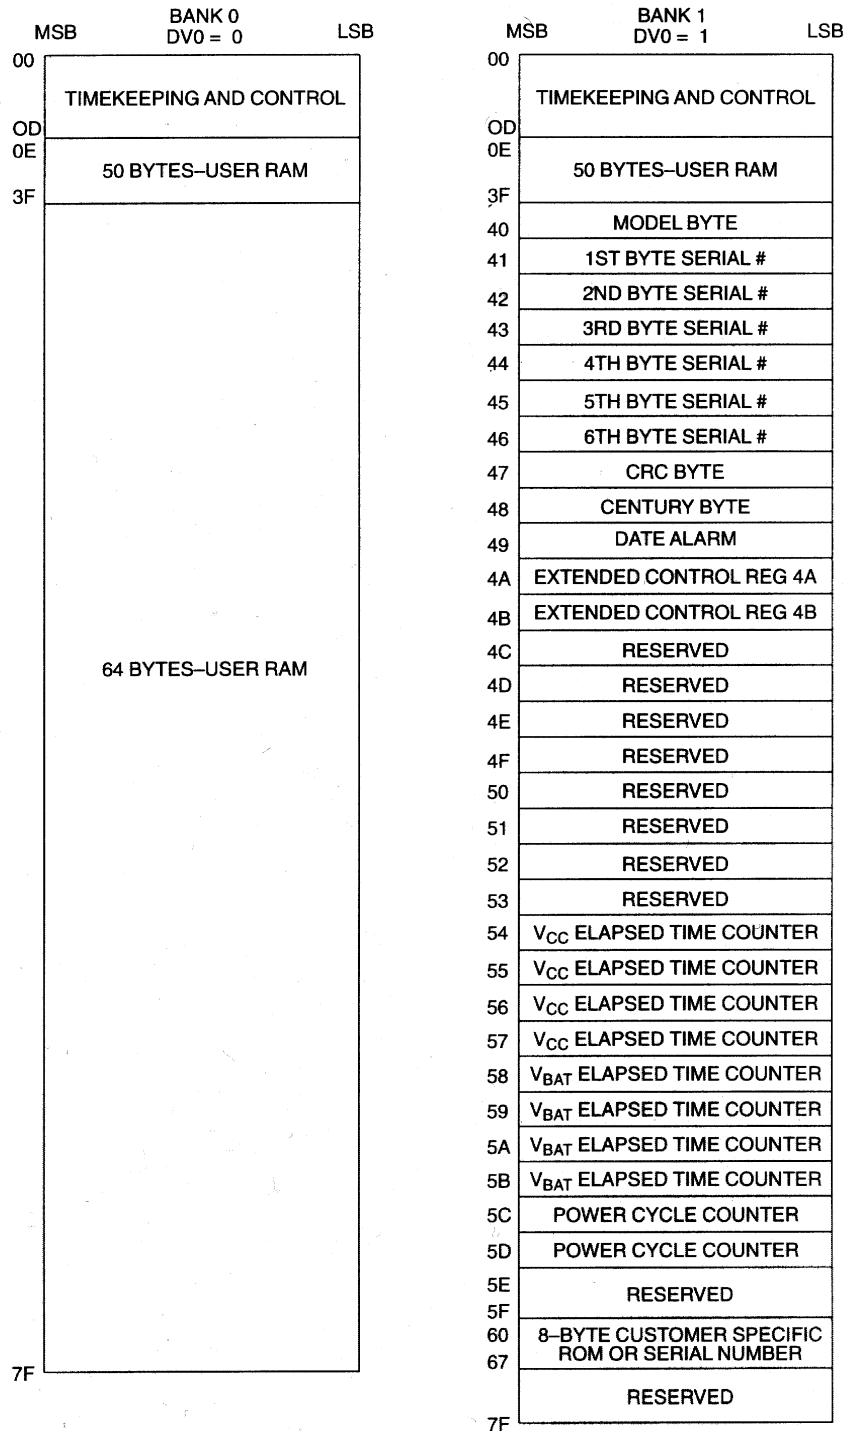 BANK 0
MSB DV0 = 0 LSB
00
TIMEKEEPING AND CONTROL
OD
0E
50 BYTES–USER RAM
3F
64 BYTES–USER RAM
7F
BANK 1
MSB DV0 = 1 LSB
00
TIMEKEEPING AND CONTROL
OD
0E
50 BYTES–USER RAM
3F
40 MODEL BYTE
41 1ST BYTE SERIAL #
42 2ND BYTE SERIAL #
43 3RD BYTE SERIAL #
44 4TH BYTE SERIAL #
45 5TH BYTE SERIAL #
46 6TH BYTE SERIAL #
47 CRC BYTE
48 CENTURY BYTE
49 DATE ALARM
4A EXTENDED CONTROL REG 4A
4B EXTENDED CONTROL REG 4B
4C RESERVED
4D RESERVED
4E RESERVED
4F RESERVED
50 RESERVED
51 RESERVED
52 RESERVED
53 RESERVED
54 VCC ELAPSED TIME COUNTER
55 VCC ELAPSED TIME COUNTER
56 VCC ELAPSED TIME COUNTER
57 VCC ELAPSED TIME COUNTER
58 VBAT ELAPSED TIME COUNTER
59 VBAT ELAPSED TIME COUNTER
5A VBAT ELAPSED TIME COUNTER
5B VBAT ELAPSED TIME COUNTER
5C POWER CYCLE COUNTER
5D POWER CYCLE COUNTER
5E
RESERVED
5F
60 8–BYTE CUSTOMER SPECIFIC
67 ROM OR SERIAL NUMBER
RESERVED
7F